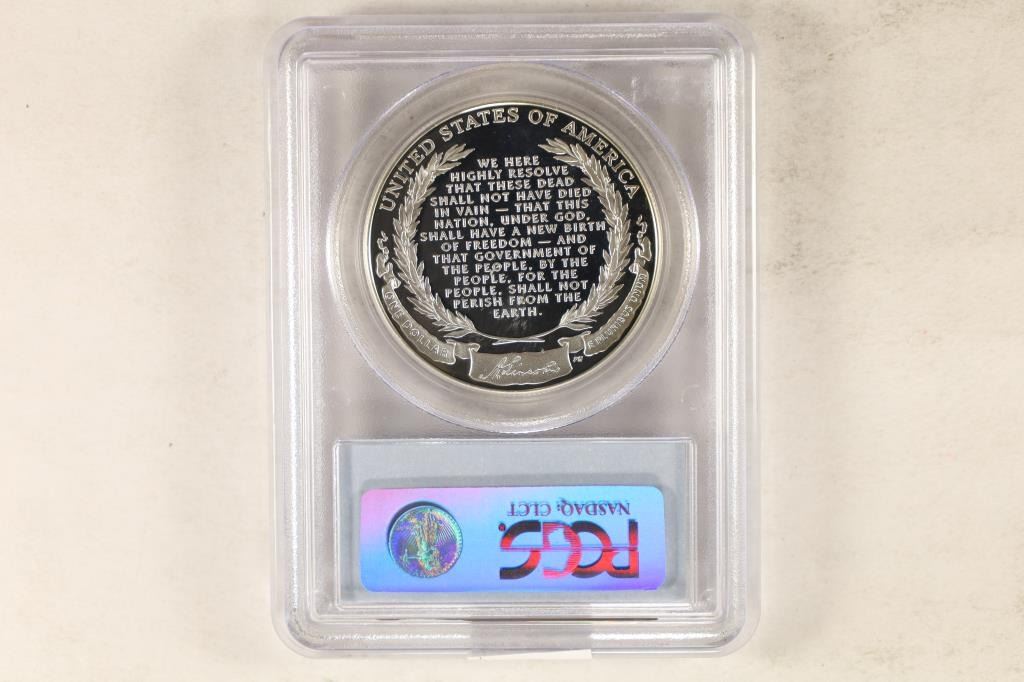 UNITED STATES OF AMERICA
WE HERE
HIGHLY RESOLVE
THAT THESE DEAD
SHALL NOT HAVE DIED
IN VAIN — THAT THIS
NATION, UNDER GOD,
SHALL HAVE A NEW BIRTH
OF FREEDOM — AND
THAT GOVERNMENT OF
THE PEOPLE, BY THE
PEOPLE, FOR THE
PEOPLE, SHALL NOT
PERISH FROM THE
EARTH.
ONE DOLLAR
A. Lincoln
E PLURIBUS UNUM
PCGS
NASDAQ: CLCT